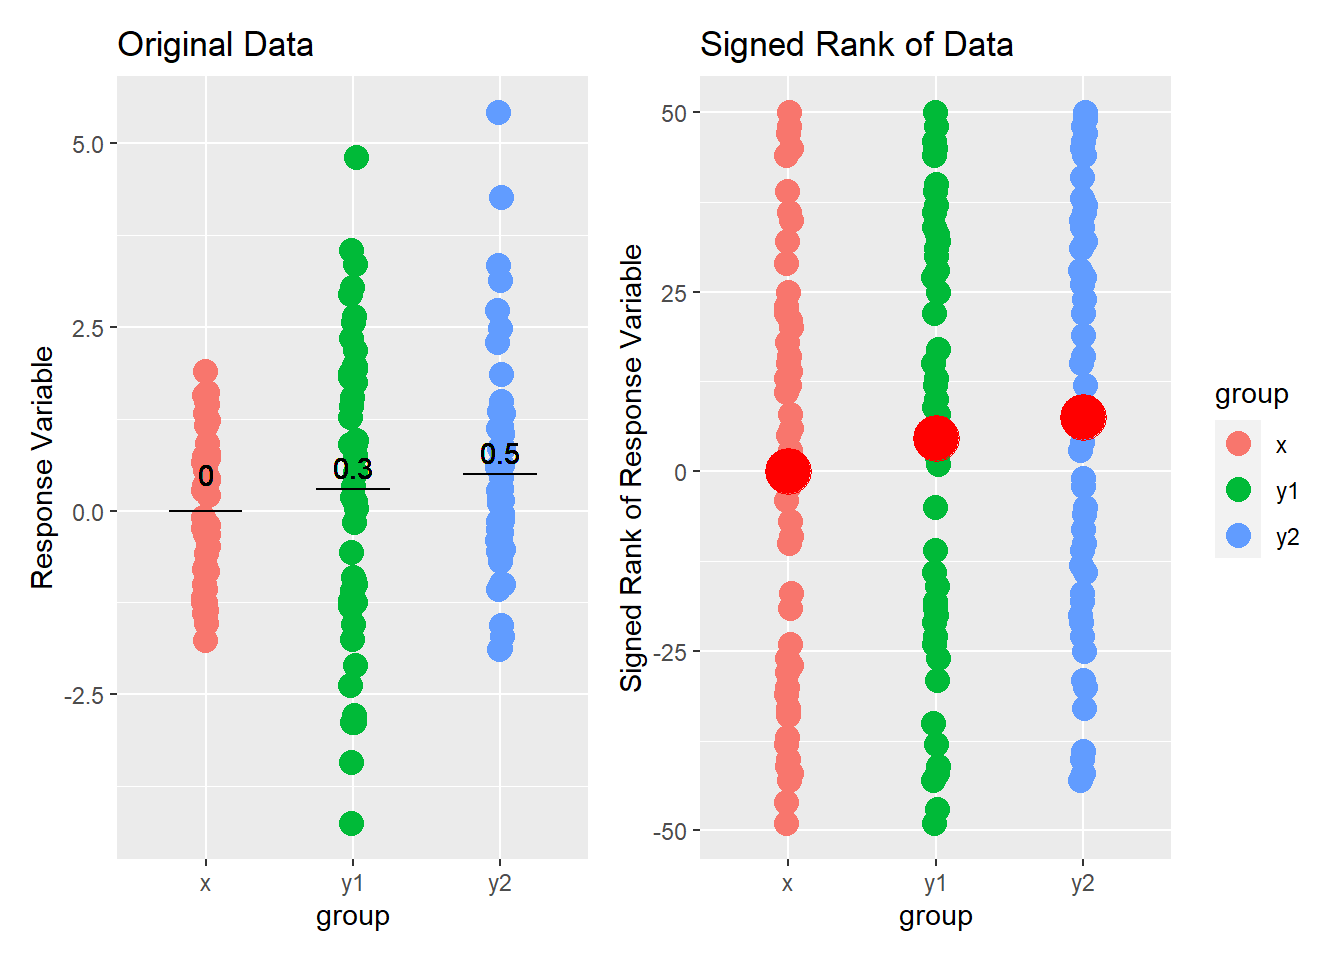 Original Data
Response Variable
5.0
2.5
0.0
-2.5
0
0.3
0.5
x
y1
y2
group
Signed Rank of Data
Signed Rank of Response Variable
50
25
0
-25
-50
x
y1
y2
group
group
x
y1
y2